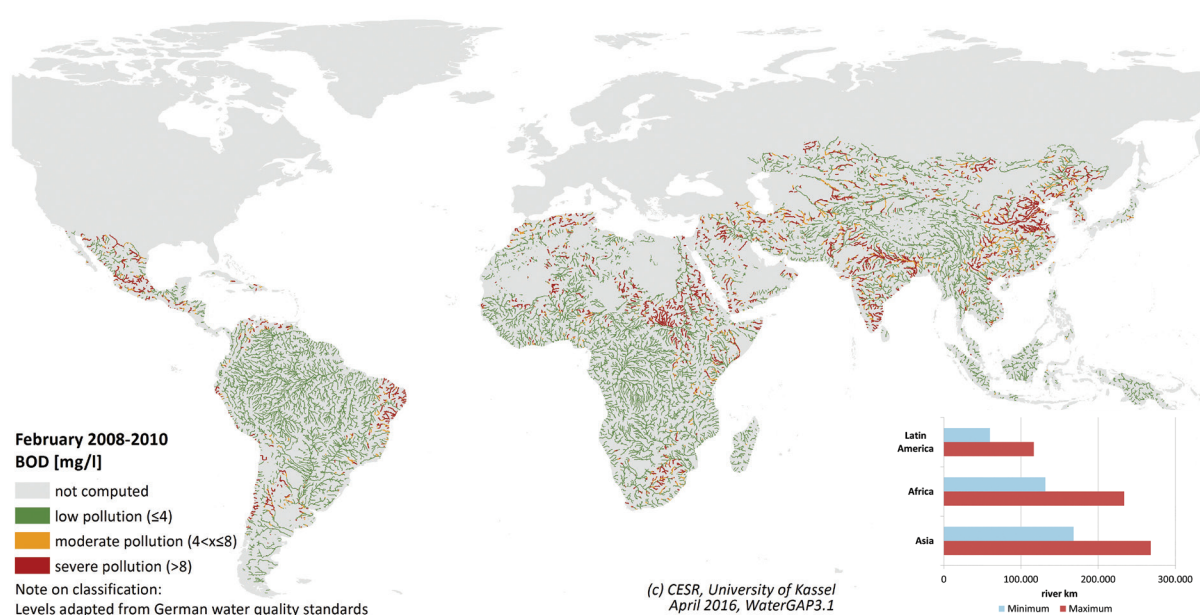 February 2008-2010
BOD [mg/l]
not computed
low pollution (≤4)
moderate pollution (4<x≤8)
severe pollution (>8)
Note on classification:
Levels adapted from German water quality standards
(c) CESR, University of Kassel
April 2016, WaterGAP3.1
Latin
America
Africa
Asia
0
100.000
200.000
300.000
river km
Minimum
Maximum